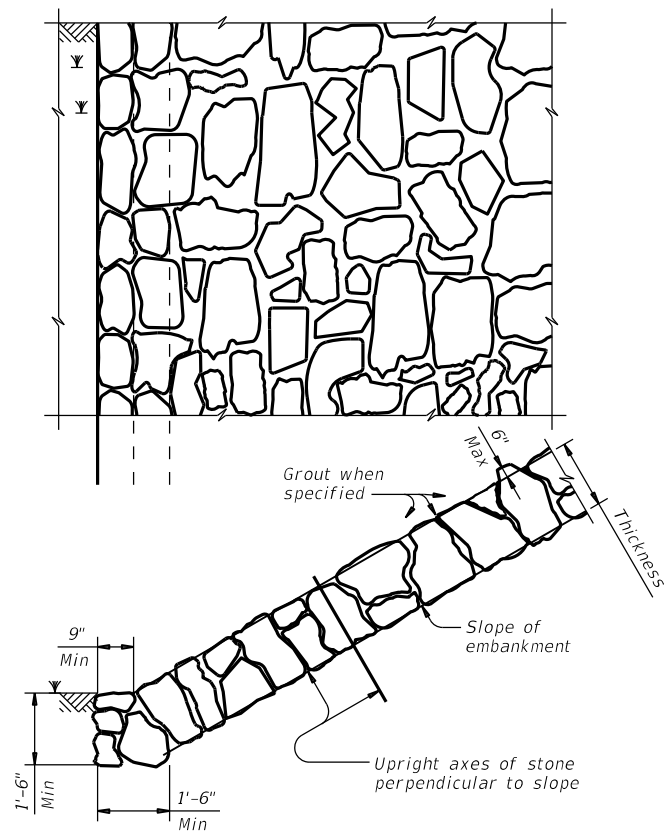 6"
Max
Grout when
specified
Thickness
9"
Min
Slope of
embankment
1'-6"
Min
Upright axes of stone
perpendicular to slope
1'-6"
Min